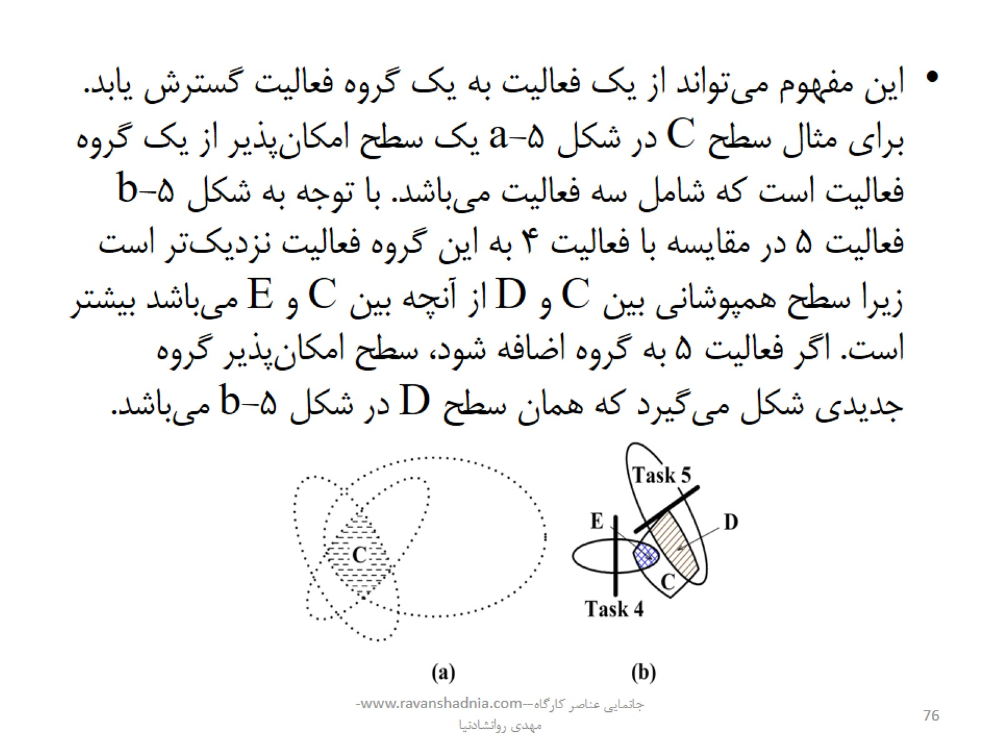 • این مفهوم می‌تواند از یک فعالیت به یک گروه فعالیت گسترش یابد.
برای مثال سطح C در شکل ۵–a یک سطح امکان‌پذیر از یک گروه
فعالیت است که شامل سه فعالیت می‌باشد. با توجه به شکل ۵–b
فعالیت ۵ در مقایسه با فعالیت ۴ به این گروه فعالیت نزدیک‌تر است
زیرا سطح همپوشانی بین C و D از آنچه بین C و E می‌باشد بیشتر
است. اگر فعالیت ۵ به گروه اضافه شود، سطح امکان‌پذیر گروه
جدیدی شکل می‌گیرد که همان سطح D در شکل ۵–b می‌باشد.
Task 5
E
D
C
C
Task 4
(a)
(b)
جانمایی عناصر کارگاه--www.ravanshadnia.com-
مهدی روانشادنیا
76